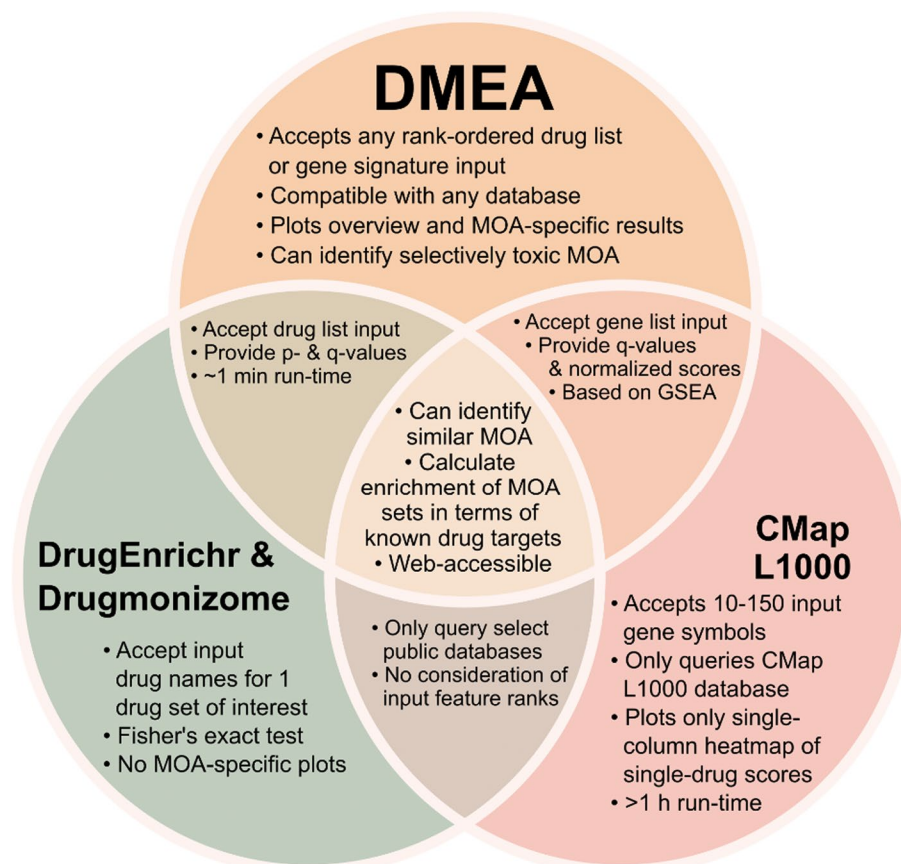 DMEA
• Accepts any rank-ordered drug list
or gene signature input
• Compatible with any database
• Plots overview and MOA-specific results
• Can identify selectively toxic MOA
• Accept drug list input
• Provide p- & q-values
• ~1 min run-time
• Accept gene list input
• Provide q-values
& normalized scores
• Based on GSEA
• Can identify
similar MOA
• Calculate
enrichment of MOA
sets in terms of
known drug targets
• Web-accessible
DrugEnrichr &
Drugmonizome
• Accept input
drug names for 1
drug set of interest
• Fisher's exact test
• No MOA-specific plots
• Only query select
public databases
• No consideration of
input feature ranks
CMap
L1000
• Accepts 10-150 input
gene symbols
• Only queries CMap
L1000 database
• Plots only single-
column heatmap of
single-drug scores
• >1 h run-time